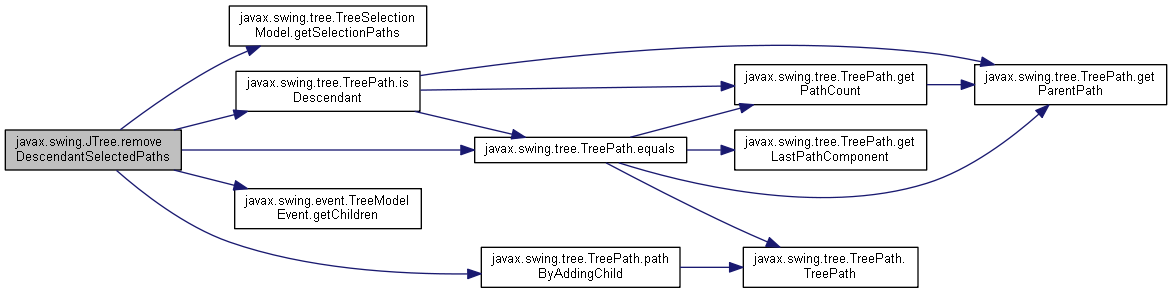 javax.swing.JTree.remove
DescendantSelectedPaths
javax.swing.tree.TreeSelection
Model.getSelectionPaths
javax.swing.tree.TreePath.is
Descendant
javax.swing.event.TreeModel
Event.getChildren
javax.swing.tree.TreePath.equals
javax.swing.tree.TreePath.path
ByAddingChild
javax.swing.tree.TreePath.get
PathCount
javax.swing.tree.TreePath.get
LastPathComponent
javax.swing.tree.TreePath.
TreePath
javax.swing.tree.TreePath.get
ParentPath